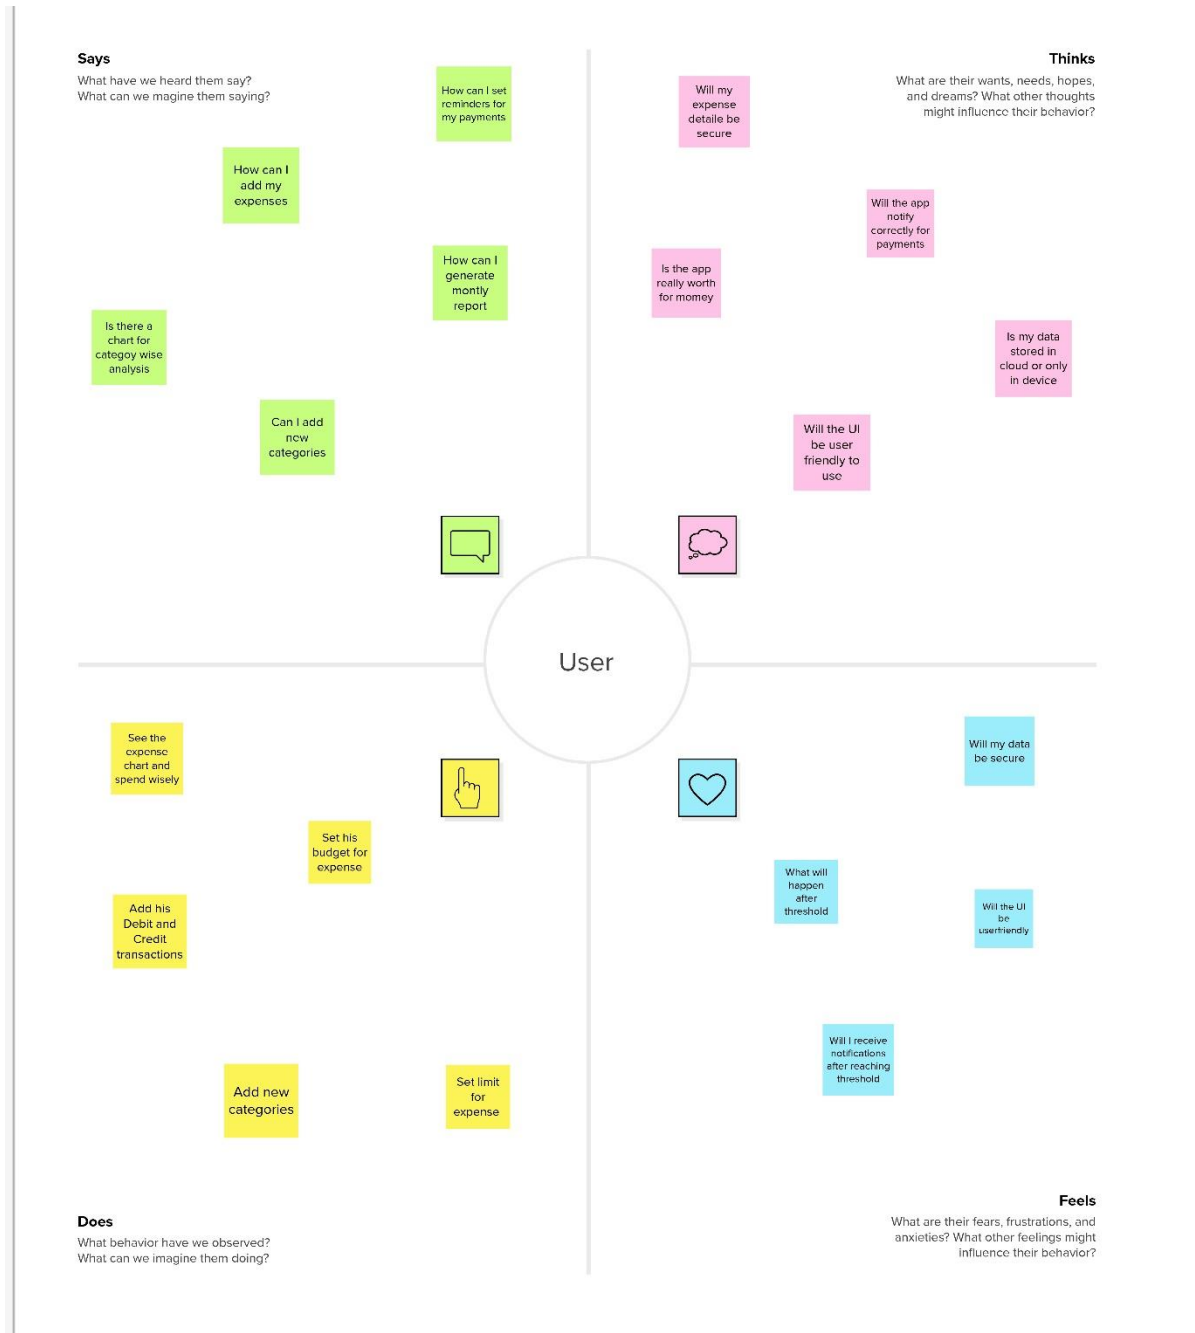 Says
What have we heard them say?
What can we magine them saying?
How can I set
reminders for
my payments
How can I
add my
expenses
How can I
generate
montly
report
Is there a
chart for
categoy wise
analysis
Can I add
new
categories
Thinks
What are their wants, needs, hopes,
and dreams? What other thoughts
might influence their behavior?
Will my
expense
detaile be
secure
Will the app
notify
correctly for
payments
Is the app
really worth
for momey
Is my data
stored in
cloud or only
in device
Will the UI
be user
friendly to
use
User
See the
expense
chart and
spend wisely
Set his
budget for
expense
Add his
Debit and
Credit
transactions
Add new
categories
Set limit
for
expense
Does
What behavior have we observed?
What can we imagine them doing?
Will my data
be secure
What will
happen
after
threshold
Will the UI
be
userfriendly
Will I receive
notifications
after reaching
threshold
Feels
What are their fears, frustrations, and
anxieties? What other feelings might
influence their behavior?